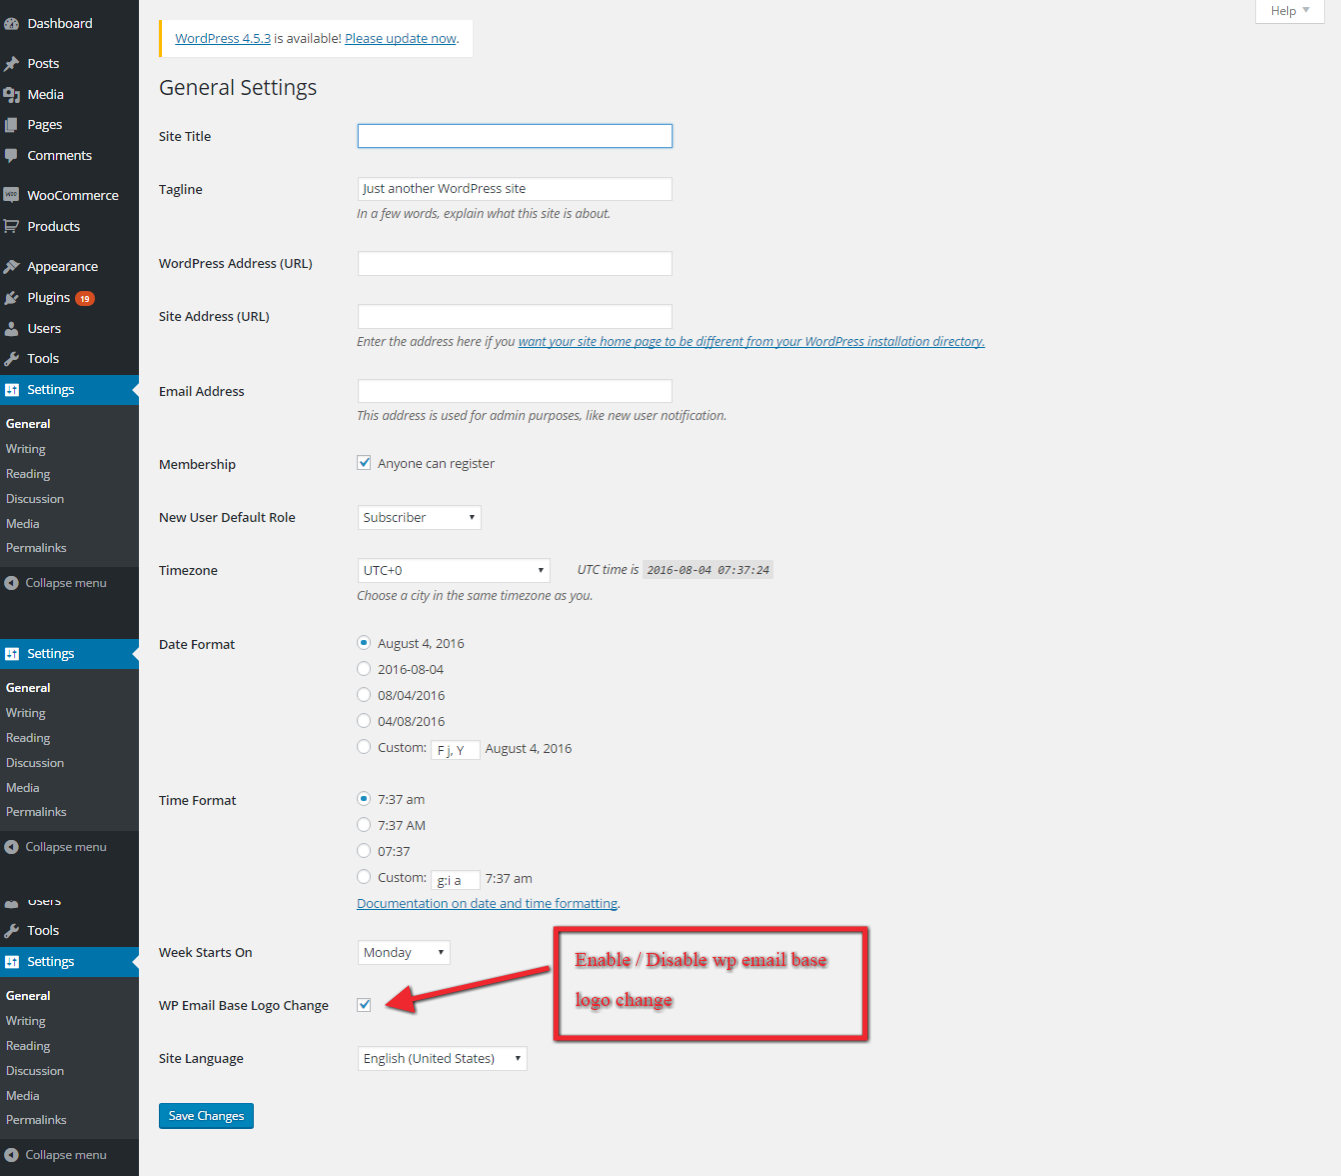 Help
WordPress 4.5.3 is available! Please update now.
Dashboard
Posts
Media
Pages
Comments
WOO
WooCommerce
Products
Appearance
Plugins 19
Users
Tools
Settings
General
Writing
Reading
Discussion
Media
Permalinks
Collapse menu
Settings
General
Writing
Reading
Discussion
Media
Permalinks
Collapse menu
Users
Tools
Settings
General
Writing
Reading
Discussion
Media
Permalinks
Collapse menu
General Settings
Site Title
Tagline Just another WordPress site
In a few words, explain what this site is about.
WordPress Address (URL)
Site Address (URL)
Enter the address here if you want your site home page to be different from your WordPress installation directory.
Email Address
This address is used for admin purposes, like new user notification.
Membership Anyone can register
New User Default Role Subscriber
Timezone UTC+0 UTC time is 2016-08-04 07:37:24
Choose a city in the same timezone as you.
Date Format August 4, 2016
2016-08-04
08/04/2016
04/08/2016
Custom: F j, Y August 4, 2016
Time Format 7:37 am
7:37 AM
07:37
Custom: g:i a 7:37 am
Documentation on date and time formatting.
Week Starts On Monday
Enable / Disable wp email base
logo change
WP Email Base Logo Change
Site Language English (United States)
Save Changes